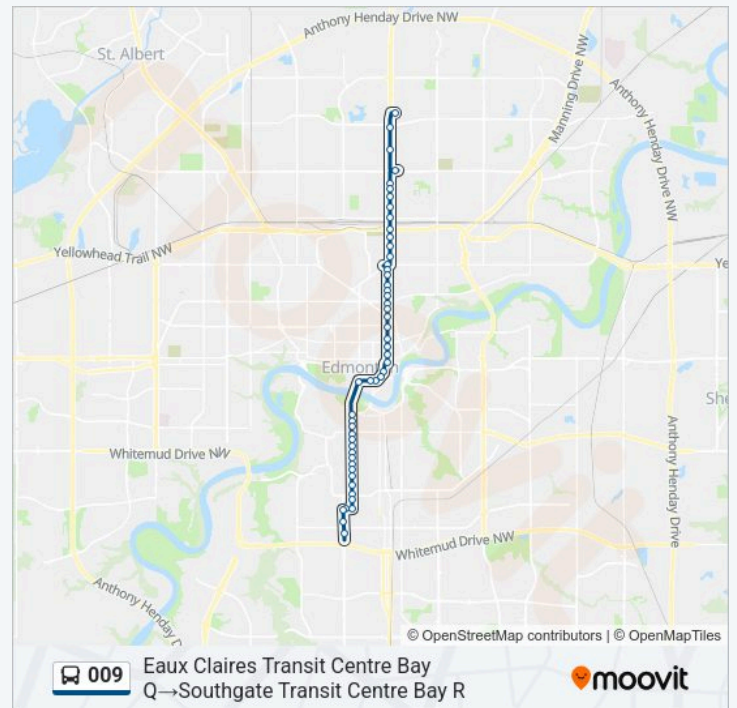 Anthony Henday Drive NW
St. Albert
Manning Drive NW
Anthony Henday Drive NW
Yellowhead Trail NW
Ye
Edmonton
She
Whitemud Drive NW
Anthony Henday Drive
Whitemud Drive NW
Anthony Henday D
© OpenStreetMap contributors | © OpenMapTiles
009
Eaux Claires Transit Centre Bay
Q→Southgate Transit Centre Bay R
moovit